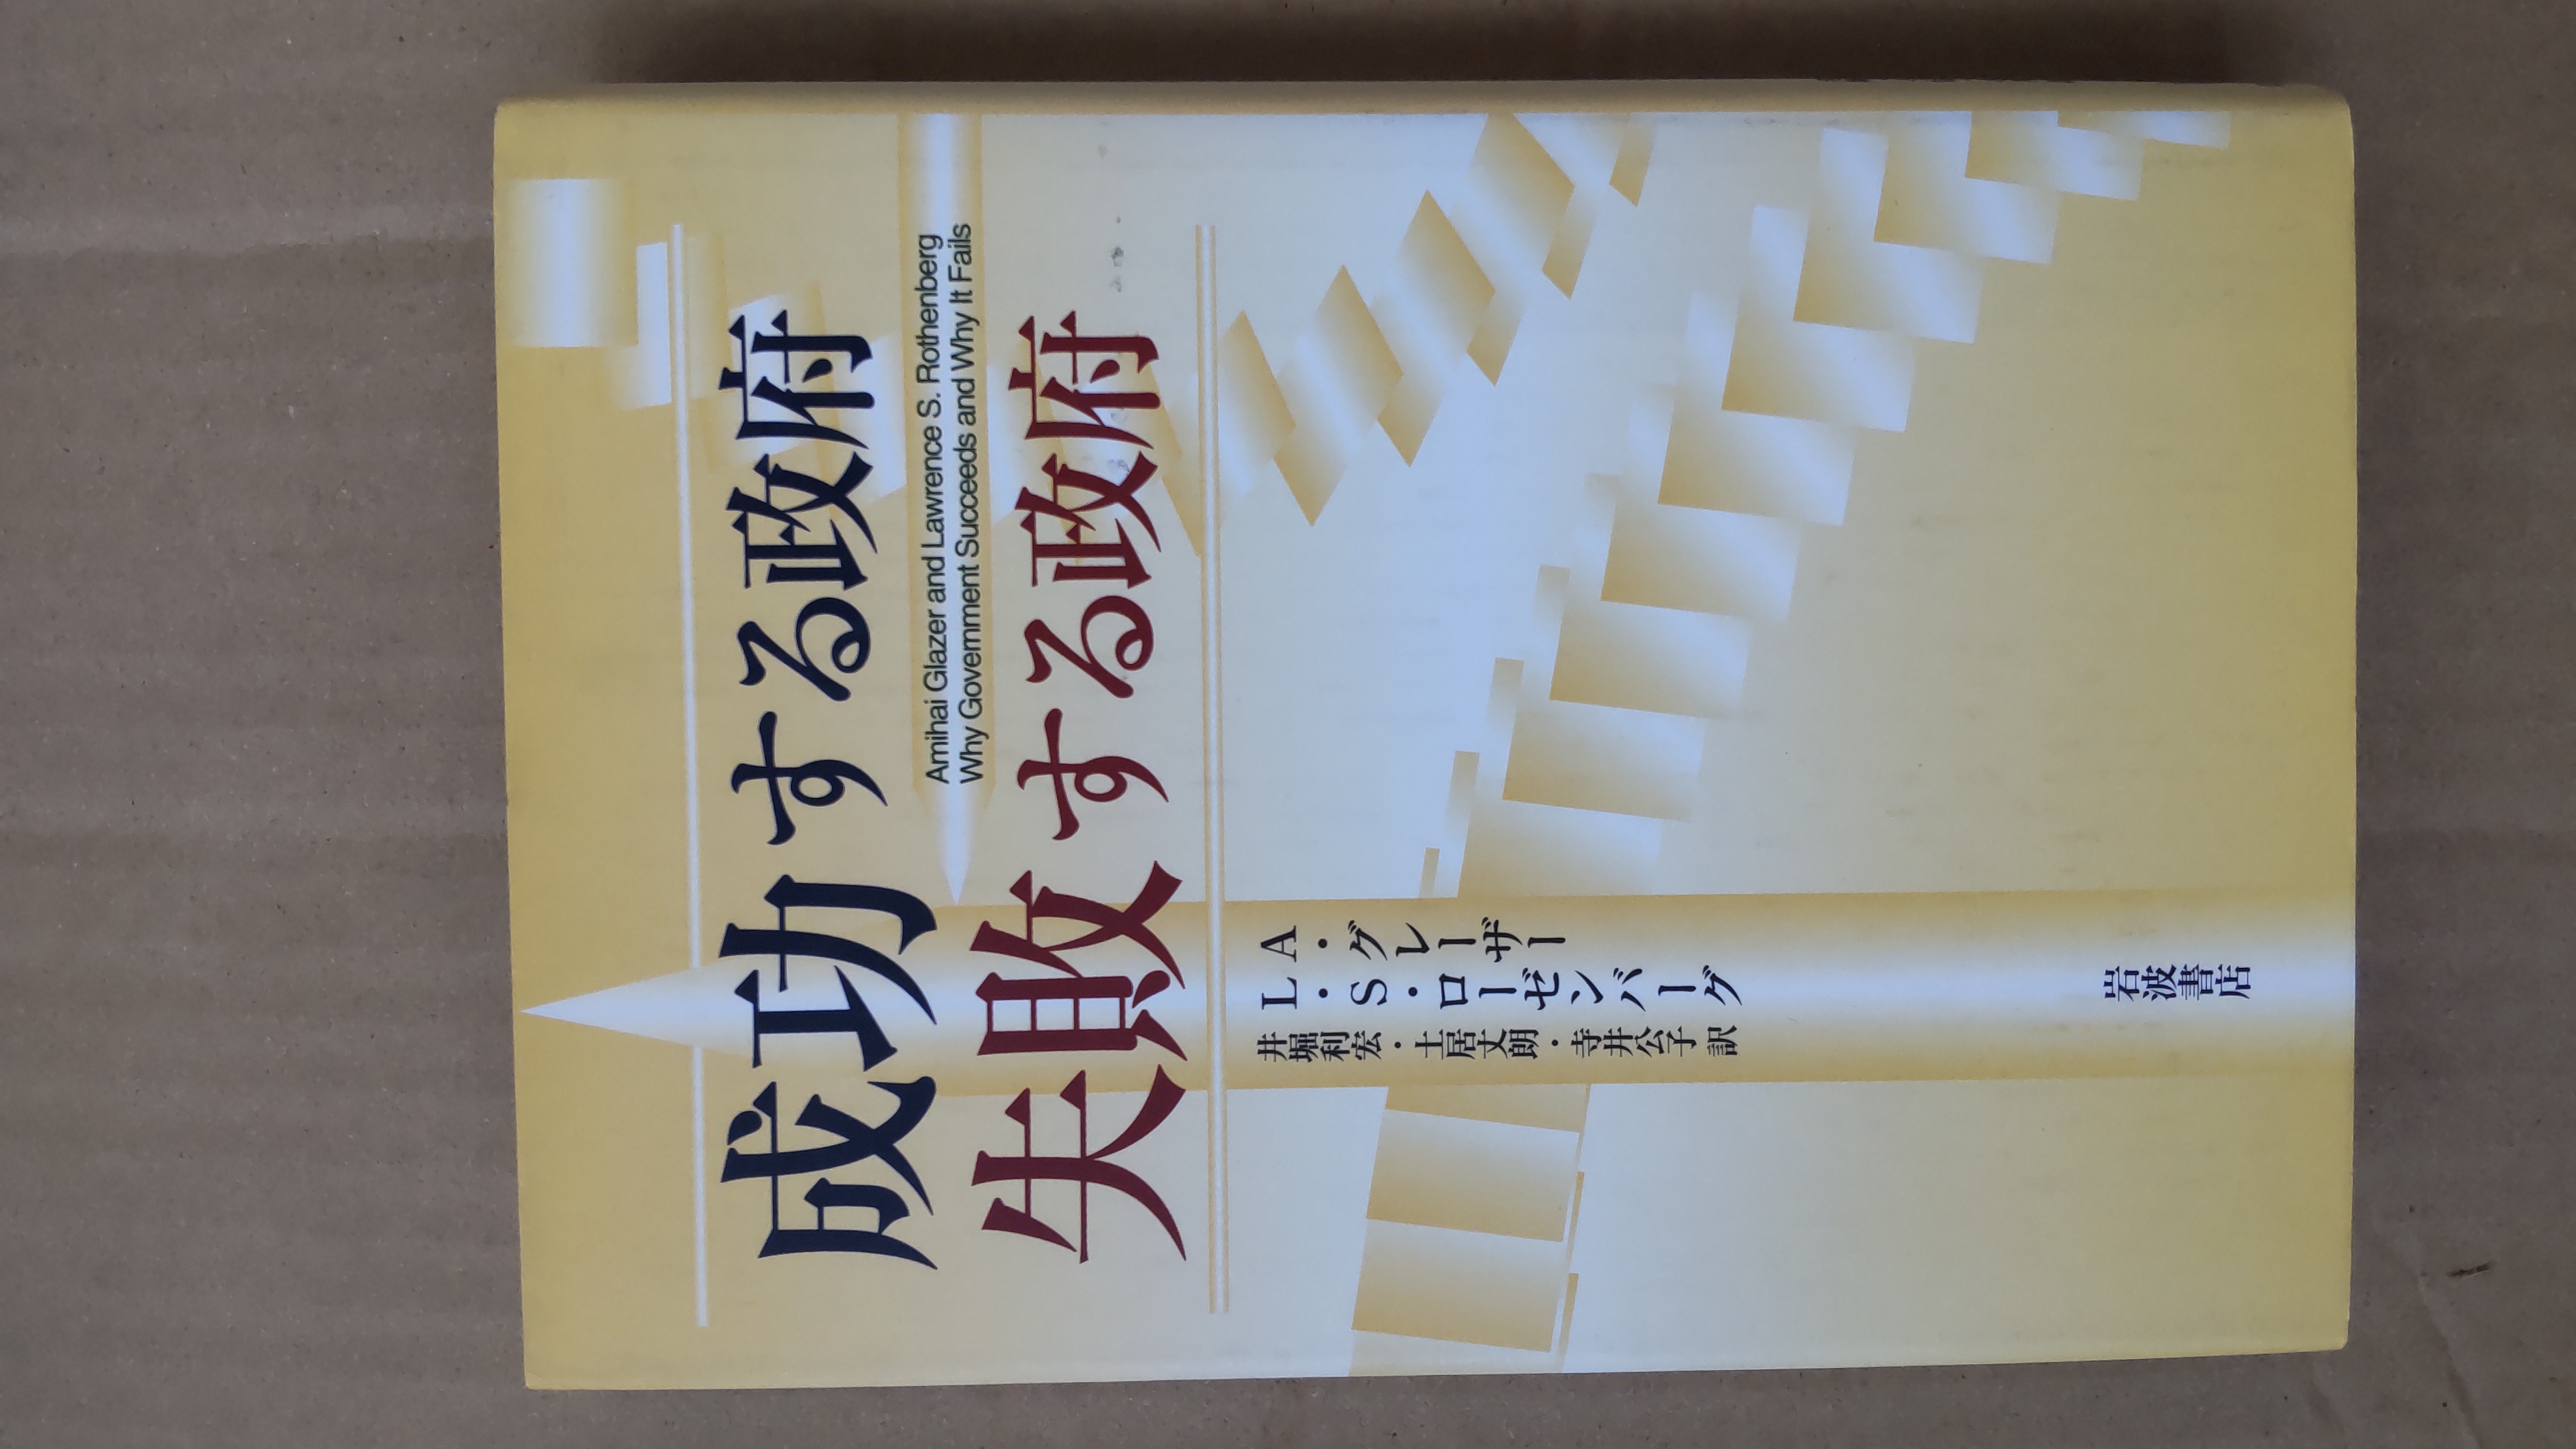 成功する政府
Amihai Glazer and Lawrence S. Rothenberg
Why Government Succeeds and Why It Fails
失敗する政府
A・グレーザー
L・S・ローゼンバーグ
井堀利宏・土居丈朗・寺井公子 訳
岩波書店